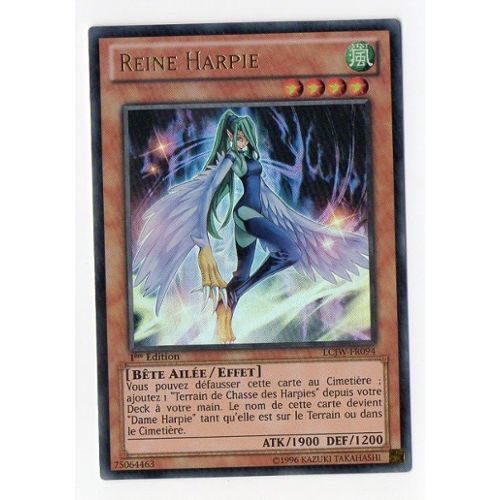 REINE HARPIE
風
1ère Edition
LCJW-FR094
[BÊTE AILÉE / EFFET]
Vous pouvez défausser cette carte au Cimetière ;
ajoutez 1 "Terrain de Chasse des Harpies" depuis votre
Deck à votre main. Le nom de cette carte devient
"Dame Harpie" tant qu'elle est sur le Terrain ou dans
le Cimetière.
ATK/1900 DEF/1200
75064463
©1996 KAZUKI TAKAHASHI